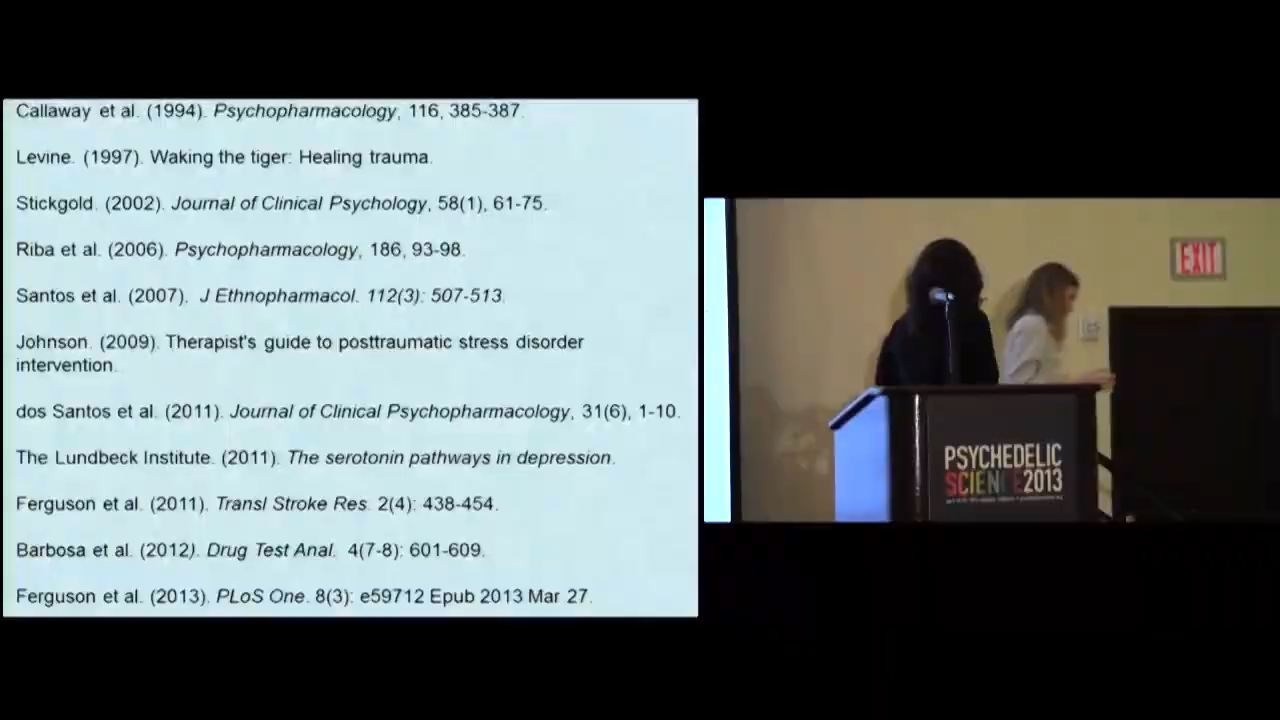 Callaway et al. (1994). Psychopharmacology, 116, 385-387.
Levine. (1997). Waking the tiger: Healing trauma.
Stickgold. (2002). Journal of Clinical Psychology, 58(1), 61-75.
Riba et al. (2006). Psychopharmacology, 186, 93-98.
Santos et al. (2007). J Ethnopharmacol. 112(3): 507-513.
Johnson. (2009). Therapist's guide to posttraumatic stress disorder
intervention.
dos Santos et al. (2011). Journal of Clinical Psychopharmacology, 31(6), 1-10.
The Lundbeck Institute. (2011). The serotonin pathways in depression.
Ferguson et al. (2011). Transl Stroke Res. 2(4): 438-454.
Barbosa et al. (2012). Drug Test Anal. 4(7-8): 601-609.
Ferguson et al. (2013). PLoS One. 8(3): e59712 Epub 2013 Mar 27.
EXIT
PSYCHEDELIC
SCIENCE2013